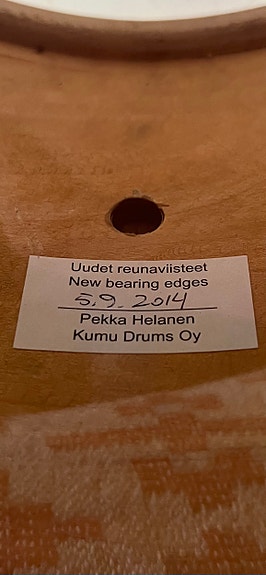 Uudet reunaviisteet
New bearing edges
5.9.2014
Pekka Helanen
Kumu Drums Oy